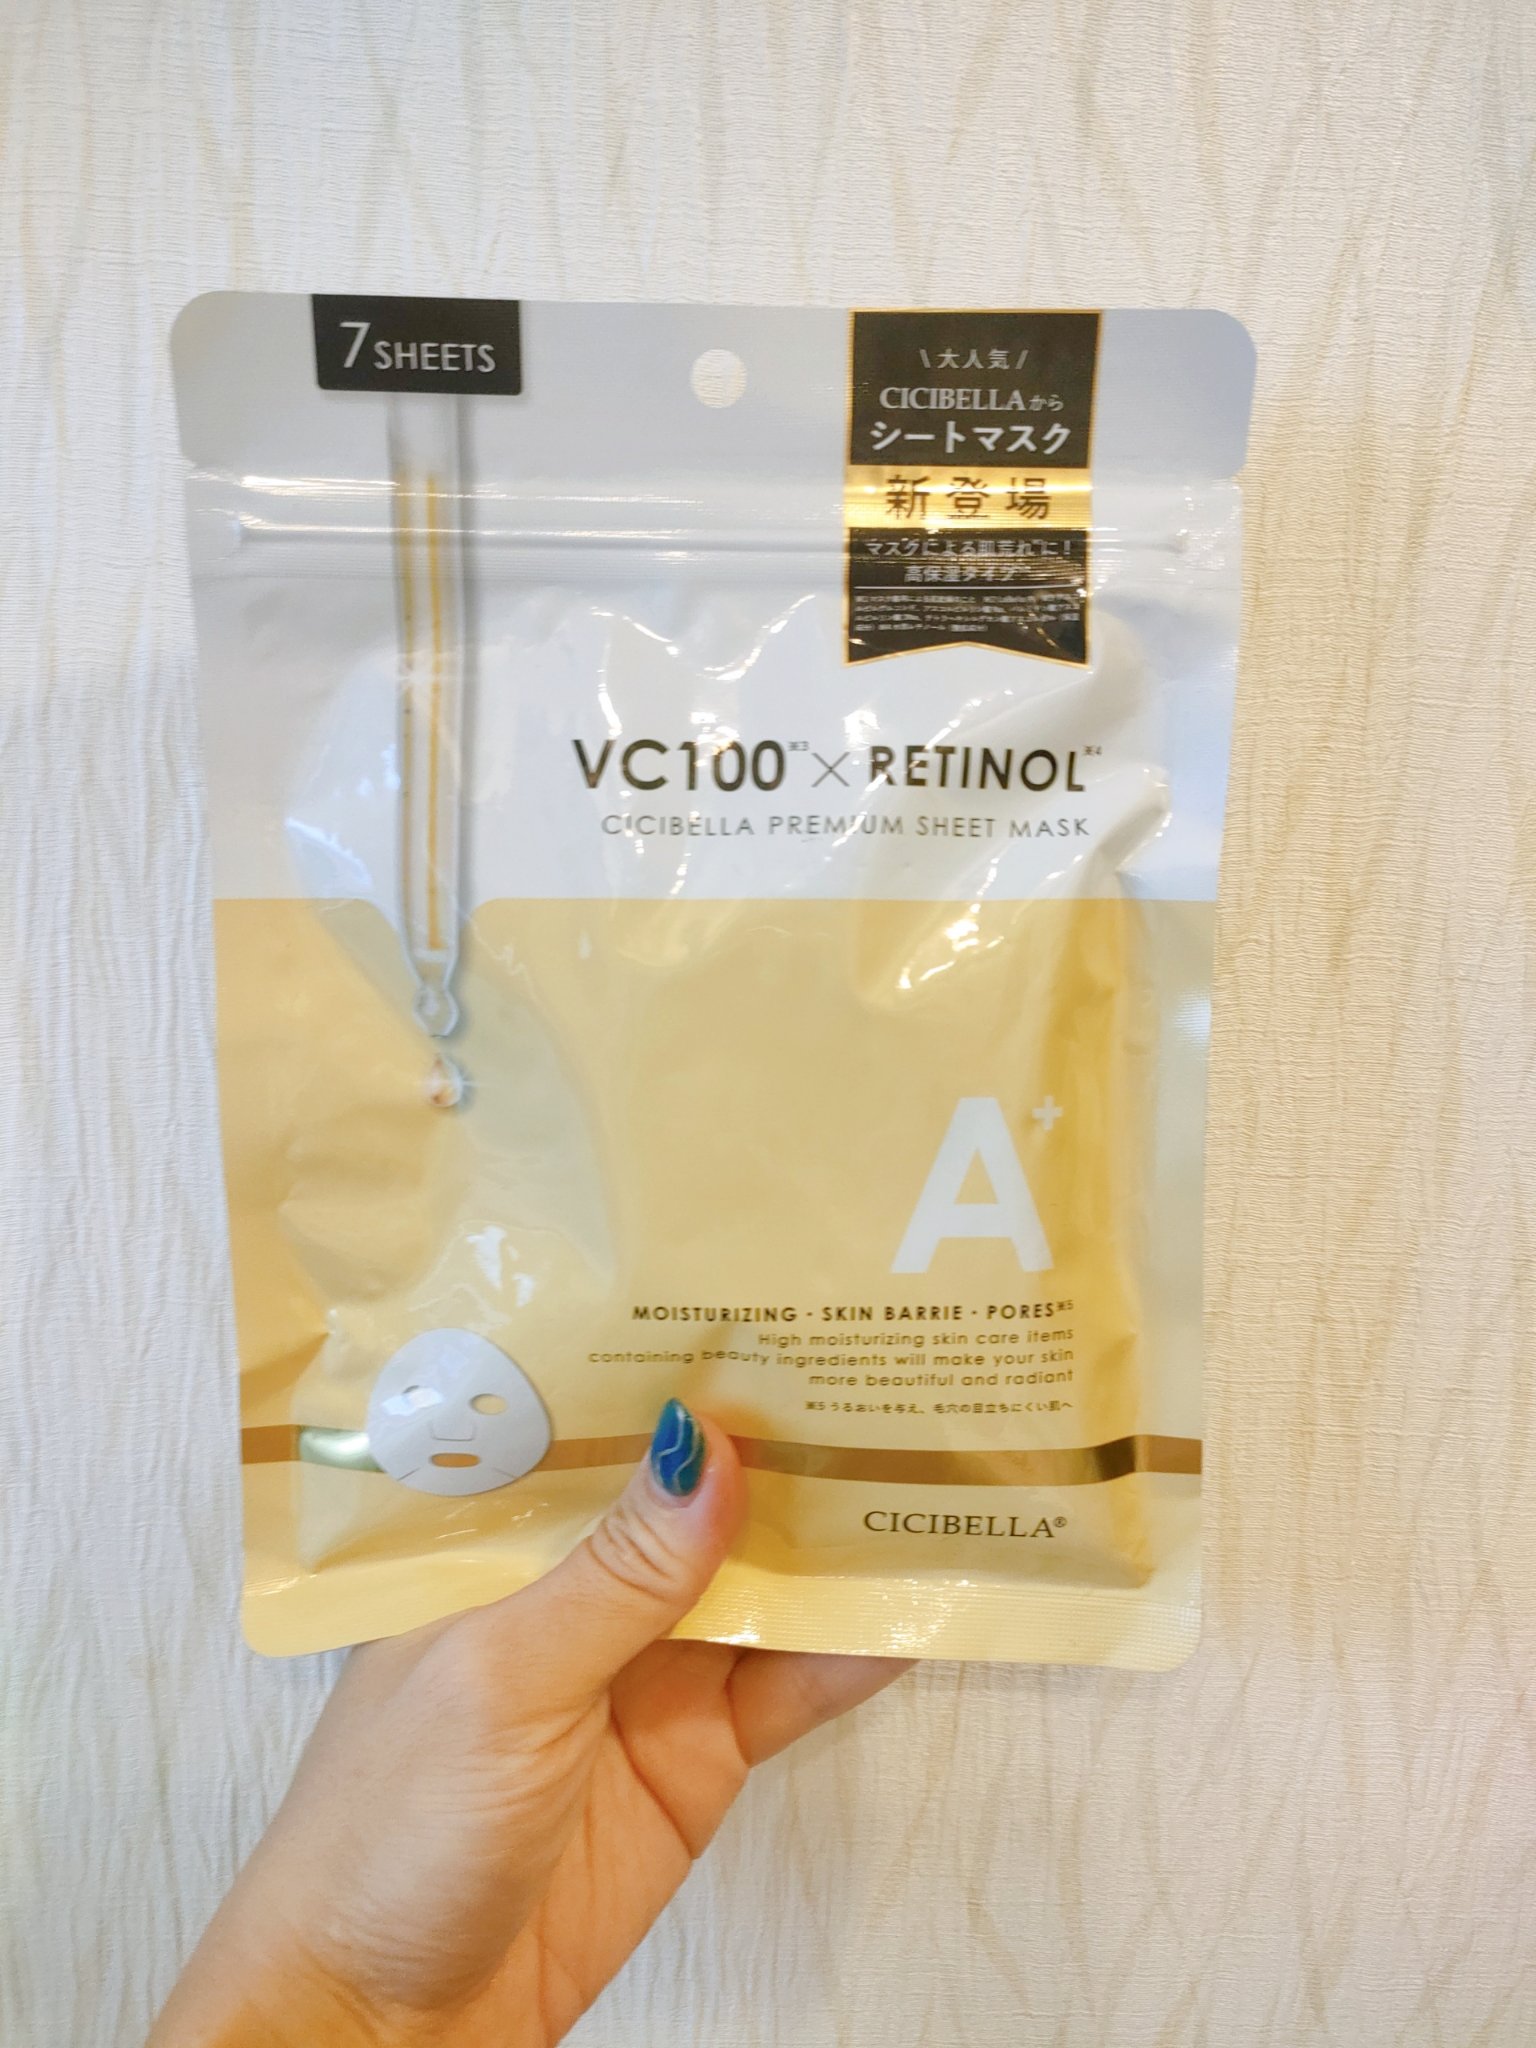 7 SHEETS
\ 大人気 /
CICIBELLAから
シートマスク
新登場
マスクによる肌荒れ に!
高保湿タイプ
VC100※3 × RETINOL※4
CICIBELLA PREMIUM SHEET MASK
A+
MOISTURIZING・SKIN BARRIE・PORES※5
High moisturizing skin care items
containing beauty ingredients will make your skin
more beautiful and radiant
※5 うるおいを与え、毛穴の目立ちにくい肌へ
CICIBELLA®